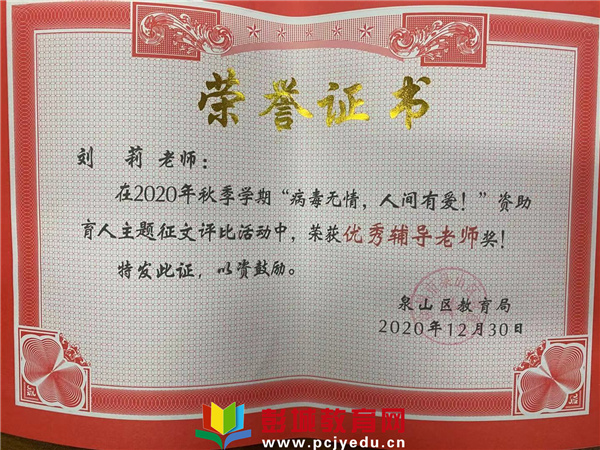 荣誉证书
刘 莉 老师:
在2020年秋季学期“病毒无情，人间有爱！”资助
育人主题征文评比活动中，荣获优秀辅导老师奖！
特发此证，以资鼓励。
泉山区教育局
2020年12月30日
彭城教育网
www.pcjyedu.cn